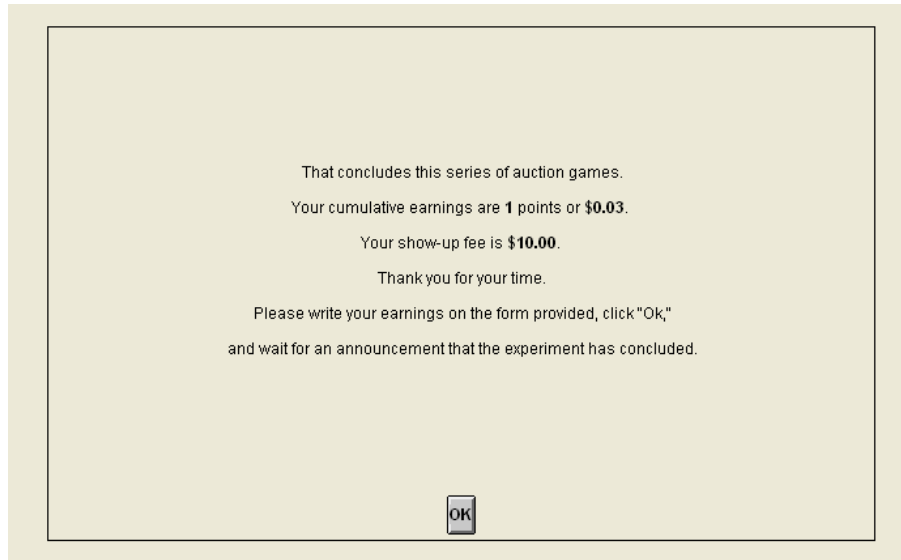 That concludes this series of auction games.
Your cumulative earnings are 1 points or $0.03.
Your show-up fee is $10.00.
Thank you for your time.
Please write your earnings on the form provided, click "Ok,"
and wait for an announcement that the experiment has concluded.
OK